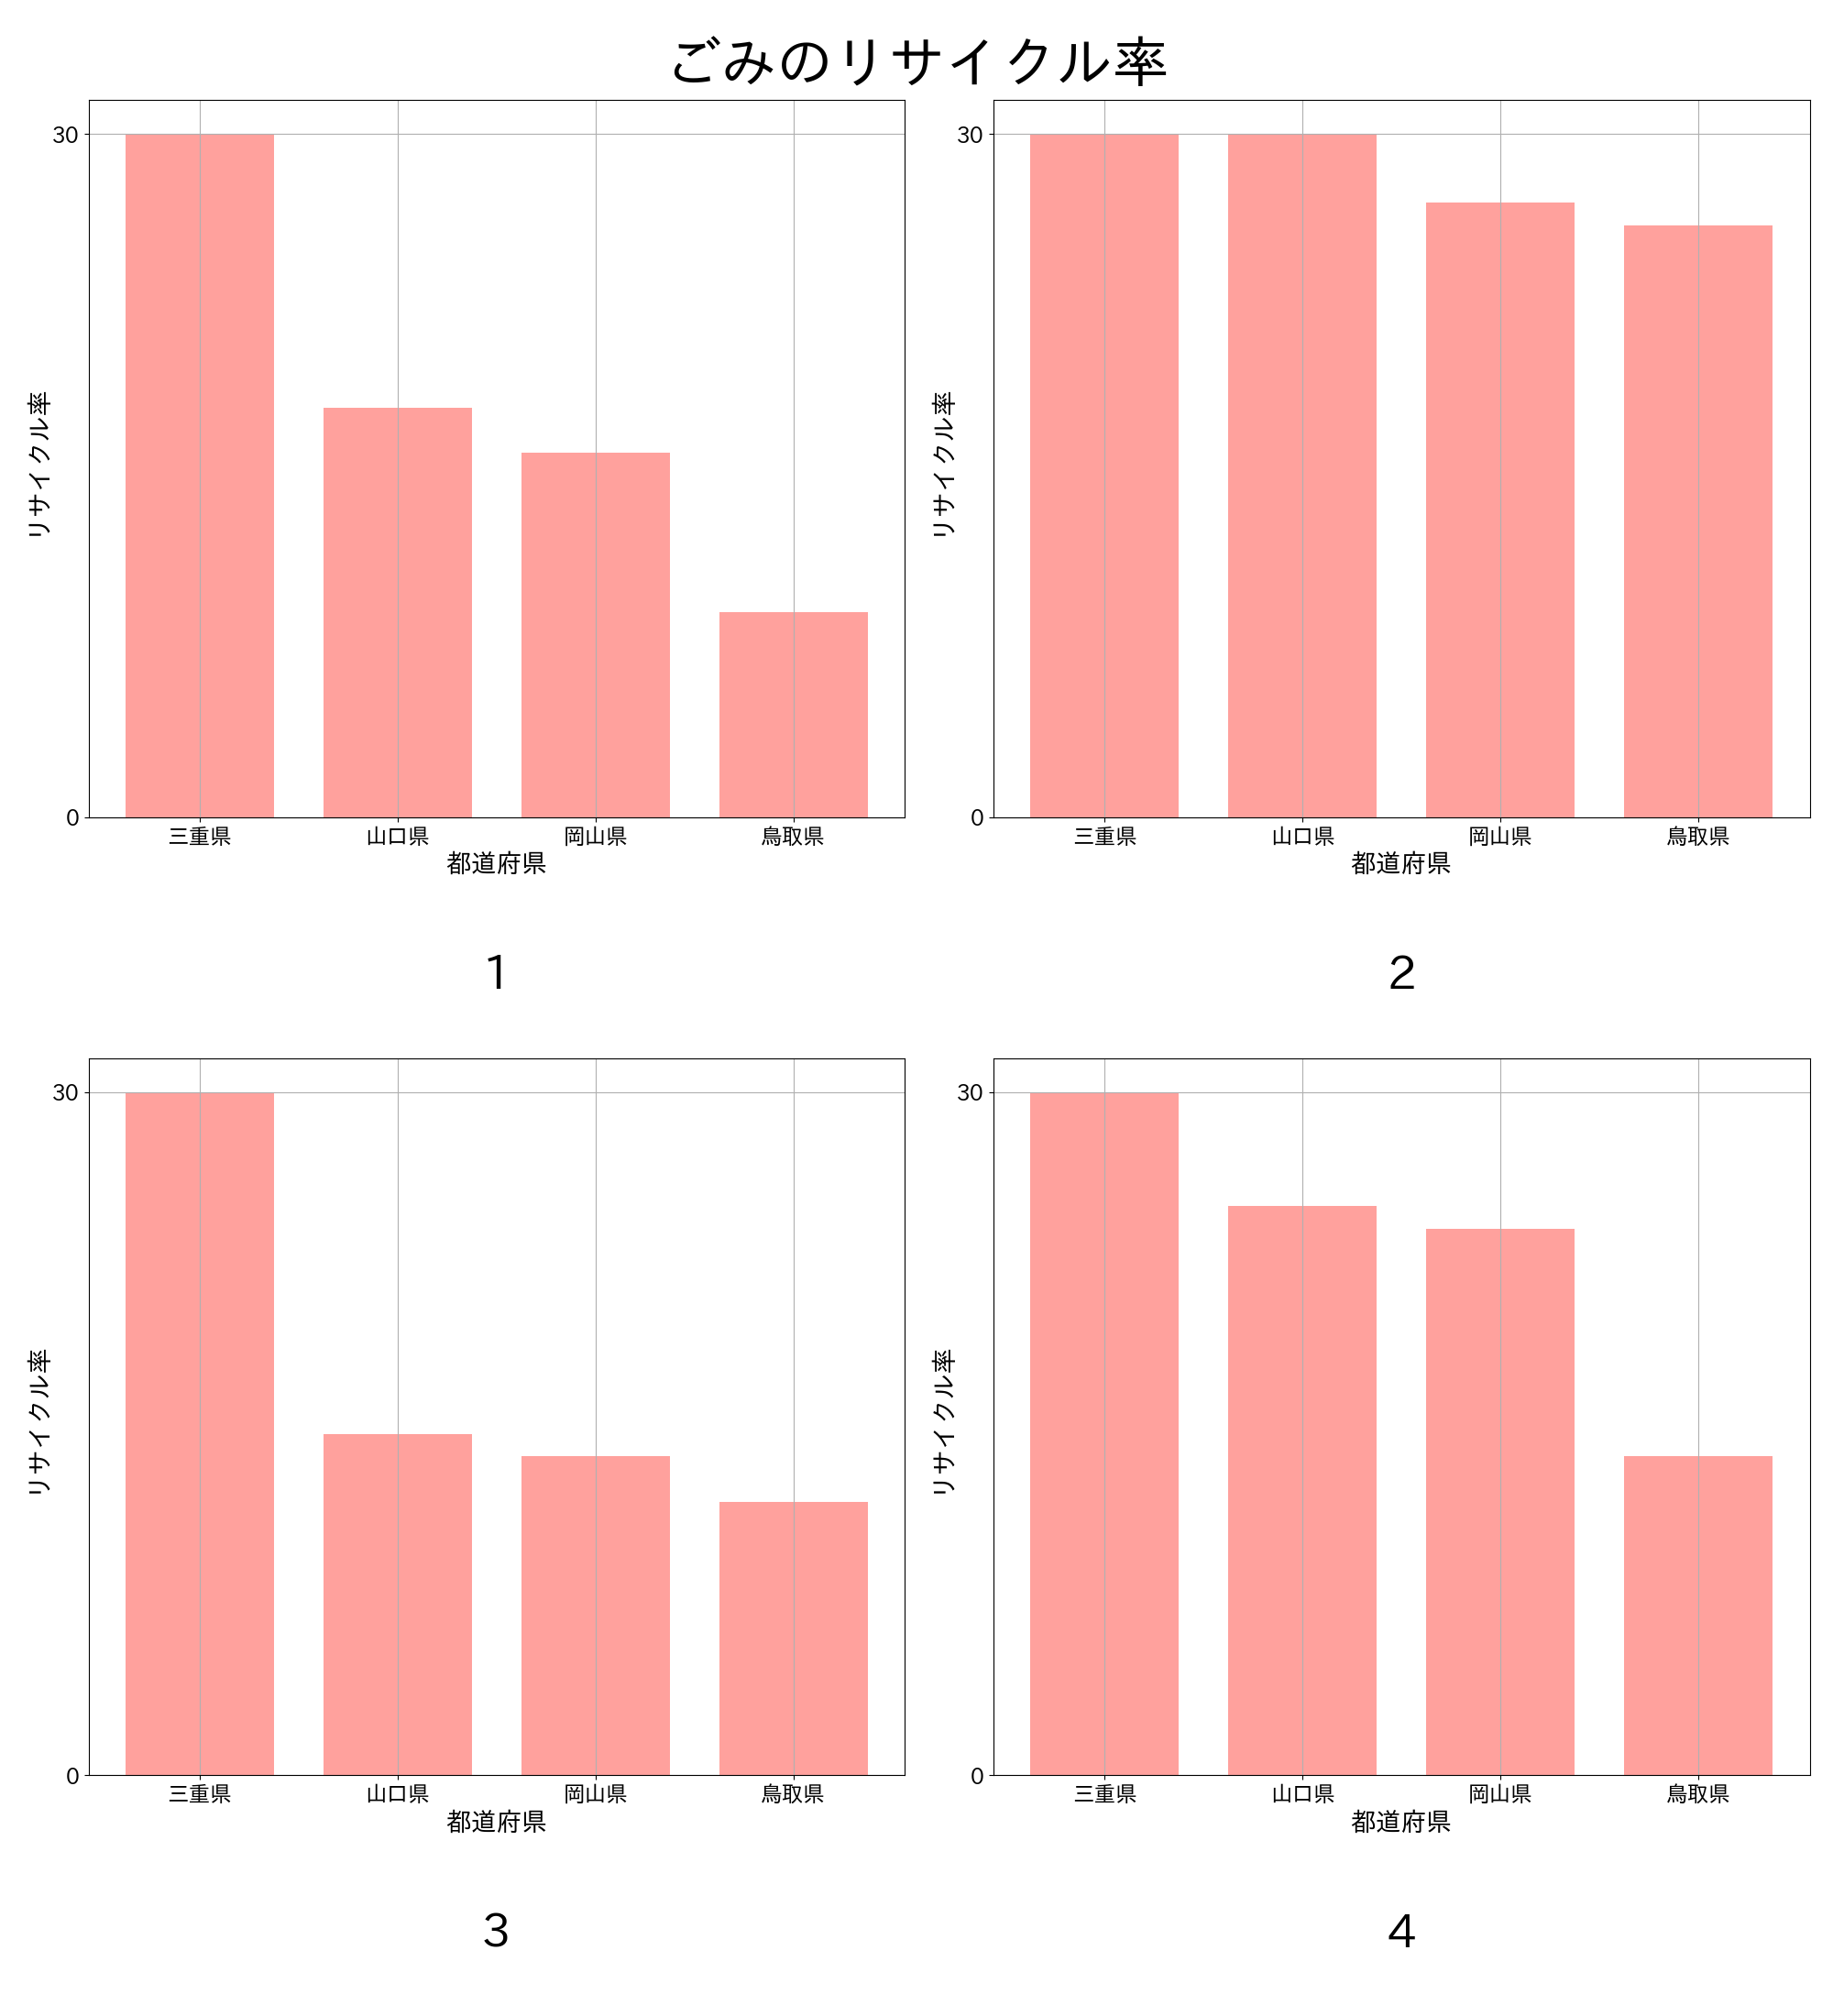 ごみのリサイクル率
30
0
リサイクル率
三重県 山口県 岡山県 鳥取県
都道府県
1
30
0
リサイクル率
三重県 山口県 岡山県 鳥取県
都道府県
2
30
0
リサイクル率
三重県 山口県 岡山県 鳥取県
都道府県
3
30
0
リサイクル率
三重県 山口県 岡山県 鳥取県
都道府県
4